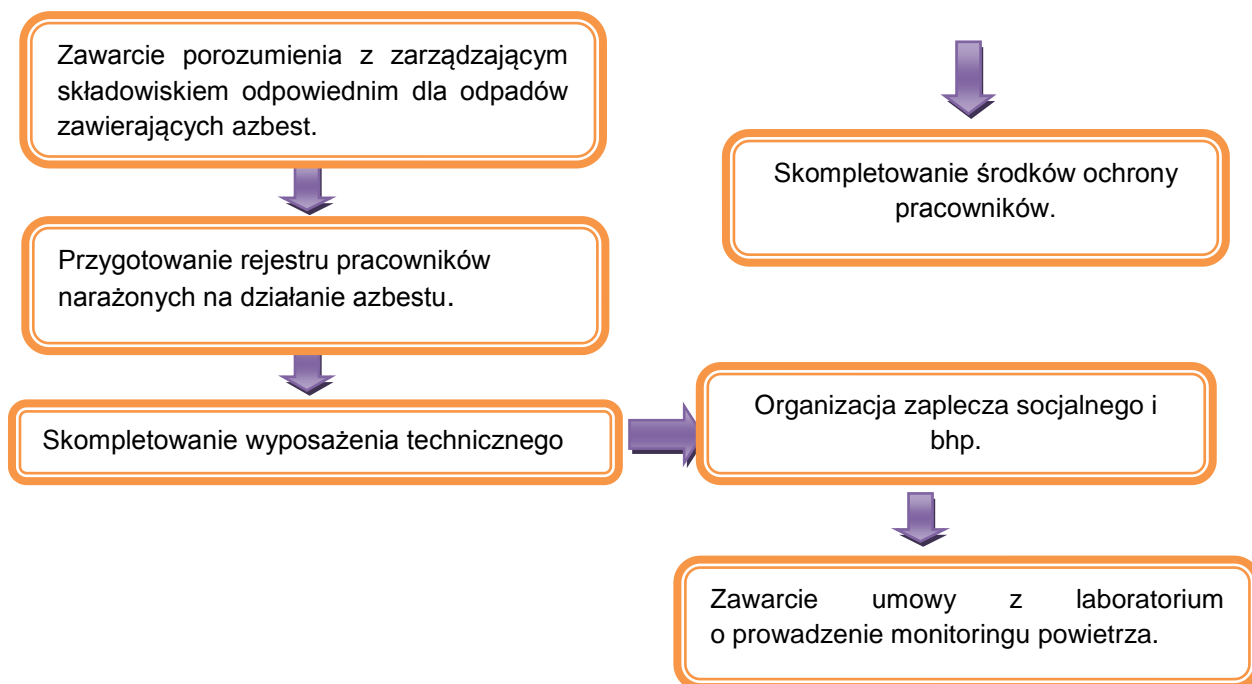 Zawarcie porozumienia z zarządzającym
składowiskiem odpowiednim dla odpadów
zawierających azbest.
Przygotowanie rejestru pracowników
narażonych na działanie azbestu.
Skompletowanie wyposażenia technicznego
Skompletowanie środków ochrony
pracowników.
Organizacja zaplecza socjalnego i
bhp.
Zawarcie umowy z laboratorium
o prowadzenie monitoringu powietrza.